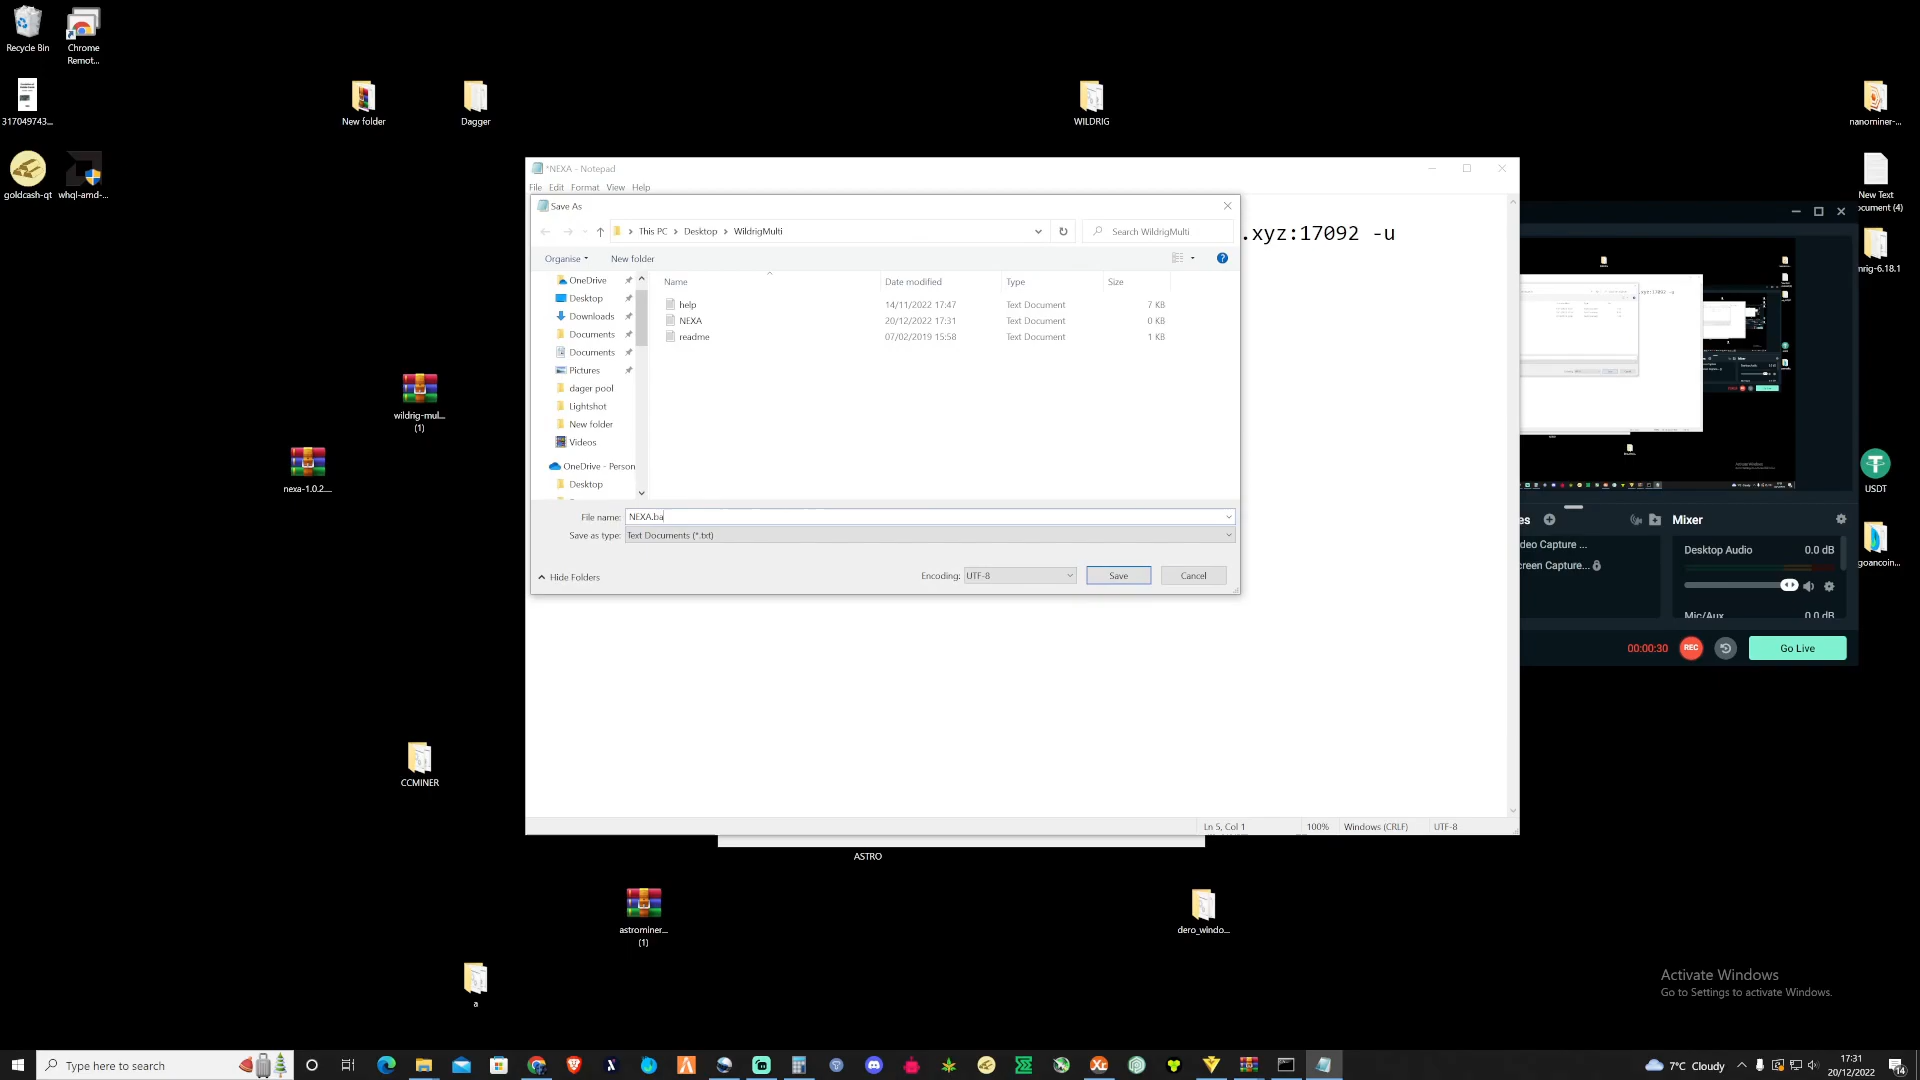 Recycle Bin
Chrome
Remot...
317049743...
New folder
Dagger
WILDRIG
nanominer-...
goldcash-qt
whql-amd-...
New Text
ocument (4)
*NEXA - Notepad
File Edit Format View Help
.xyz:17092 -u
Save As
This PC > Desktop > WildrigMulti
Search WildrigMulti
Organise
New folder
Name
Date modified
Type
Size
OneDrive
Desktop
Downloads
Documents
Documents
Pictures
dager pool
Lightshot
New folder
Videos
OneDrive - Person
Desktop
help 14/11/2022 17:47 Text Document 7 KB
NEXA 20/12/2022 17:31 Text Document 0 KB
readme 07/02/2019 15:58 Text Document 1 KB
File name: NEXA.ba
Save as type: Text Documents (*.txt)
Hide Folders
Encoding: UTF-8
Save
Cancel
Ln 5, Col 1
100%
Windows (CRLF)
UTF-8
nrig-6.18.1
USDT
goancoin...
es
Mixer
deo Capture ...
creen Capture...
Desktop Audio 0.0 dB
Mic/Aux 0.0 dB
00:00:30
REC
Go Live
wildrig-mul...
(1)
nexa-1.0.2....
CCMINER
ASTRO
astrominer...
(1)
dero_windo...
a
Activate Windows
Go to Settings to activate Windows.
Type here to search
7°C Cloudy
17:31
20/12/2022
14